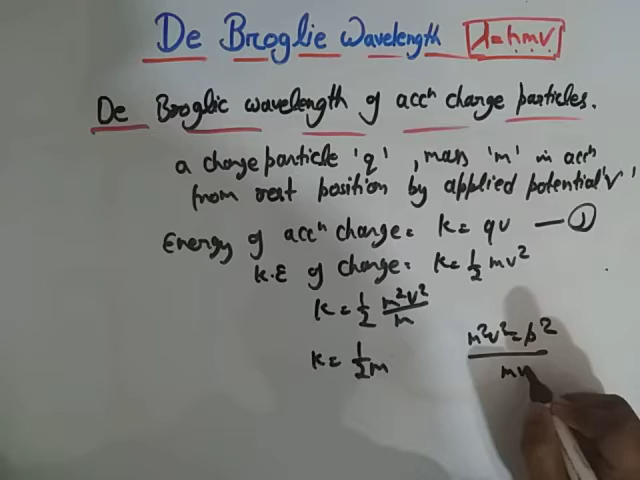 De Broglie Wavelength λ=hmv
De Broglie wavelength of accⁿ charge particles.
a charge particle 'q', mass 'm' in accⁿ
from rest position by applied potential 'v'
Energy of accⁿ charge = K = qv — ①
K.E of charge = K = 1/2 mv²
K = 1/2 m²v²/m
K = 1/2m
m²v² = p²
mv